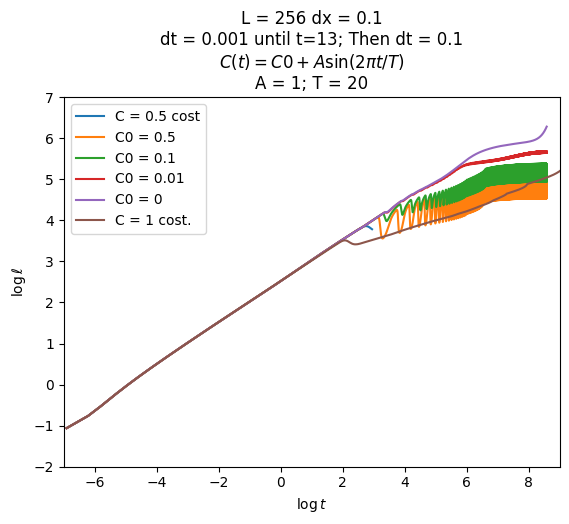 L = 256 dx = 0.1
dt = 0.001 until t=13; Then dt = 0.1
C(t) = C0 + A sin(2πt/T)
A = 1; T = 20
7
6
5
4
3
2
1
0
−1
−2
log ℓ
C = 0.5 cost
C0 = 0.5
C0 = 0.1
C0 = 0.01
C0 = 0
C = 1 cost.
−6 −4 −2 0 2 4 6 8
log t